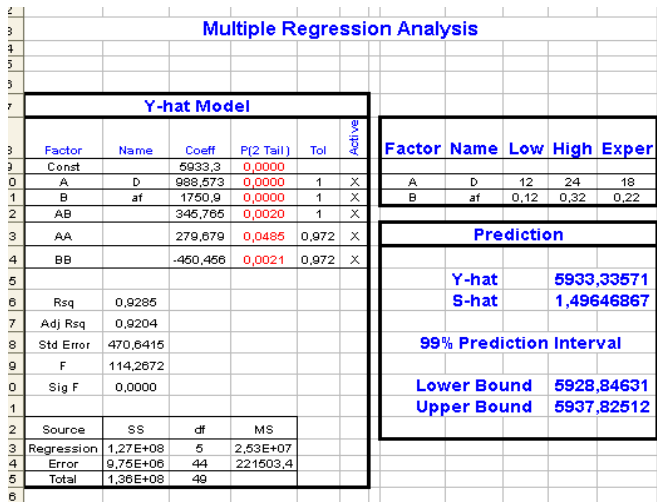 Multiple Regression Analysis
Y-hat Model
Factor Name Coeff P(2 Tail) Tol Active
Const 5933,3 0,0000
A D 988,573 0,0000 1 X
B af 1750,9 0,0000 1 X
AB 345,765 0,0020 1 X
AA 279,679 0,0485 0,972 X
BB -450,456 0,0021 0,972 X
Rsq 0,9285
Adj Rsq 0,9204
Std Error 470,6415
F 114,2672
Sig F 0,0000
Source SS df MS
Regression 1,27E+08 5 2,53E+07
Error 9,75E+06 44 221503,4
Total 1,36E+08 49
Factor Name Low High Exper
A D 12 24 18
B af 0,12 0,32 0,22
Prediction
Y-hat 5933,33571
S-hat 1,49646867
99% Prediction Interval
Lower Bound 5928,84631
Upper Bound 5937,82512